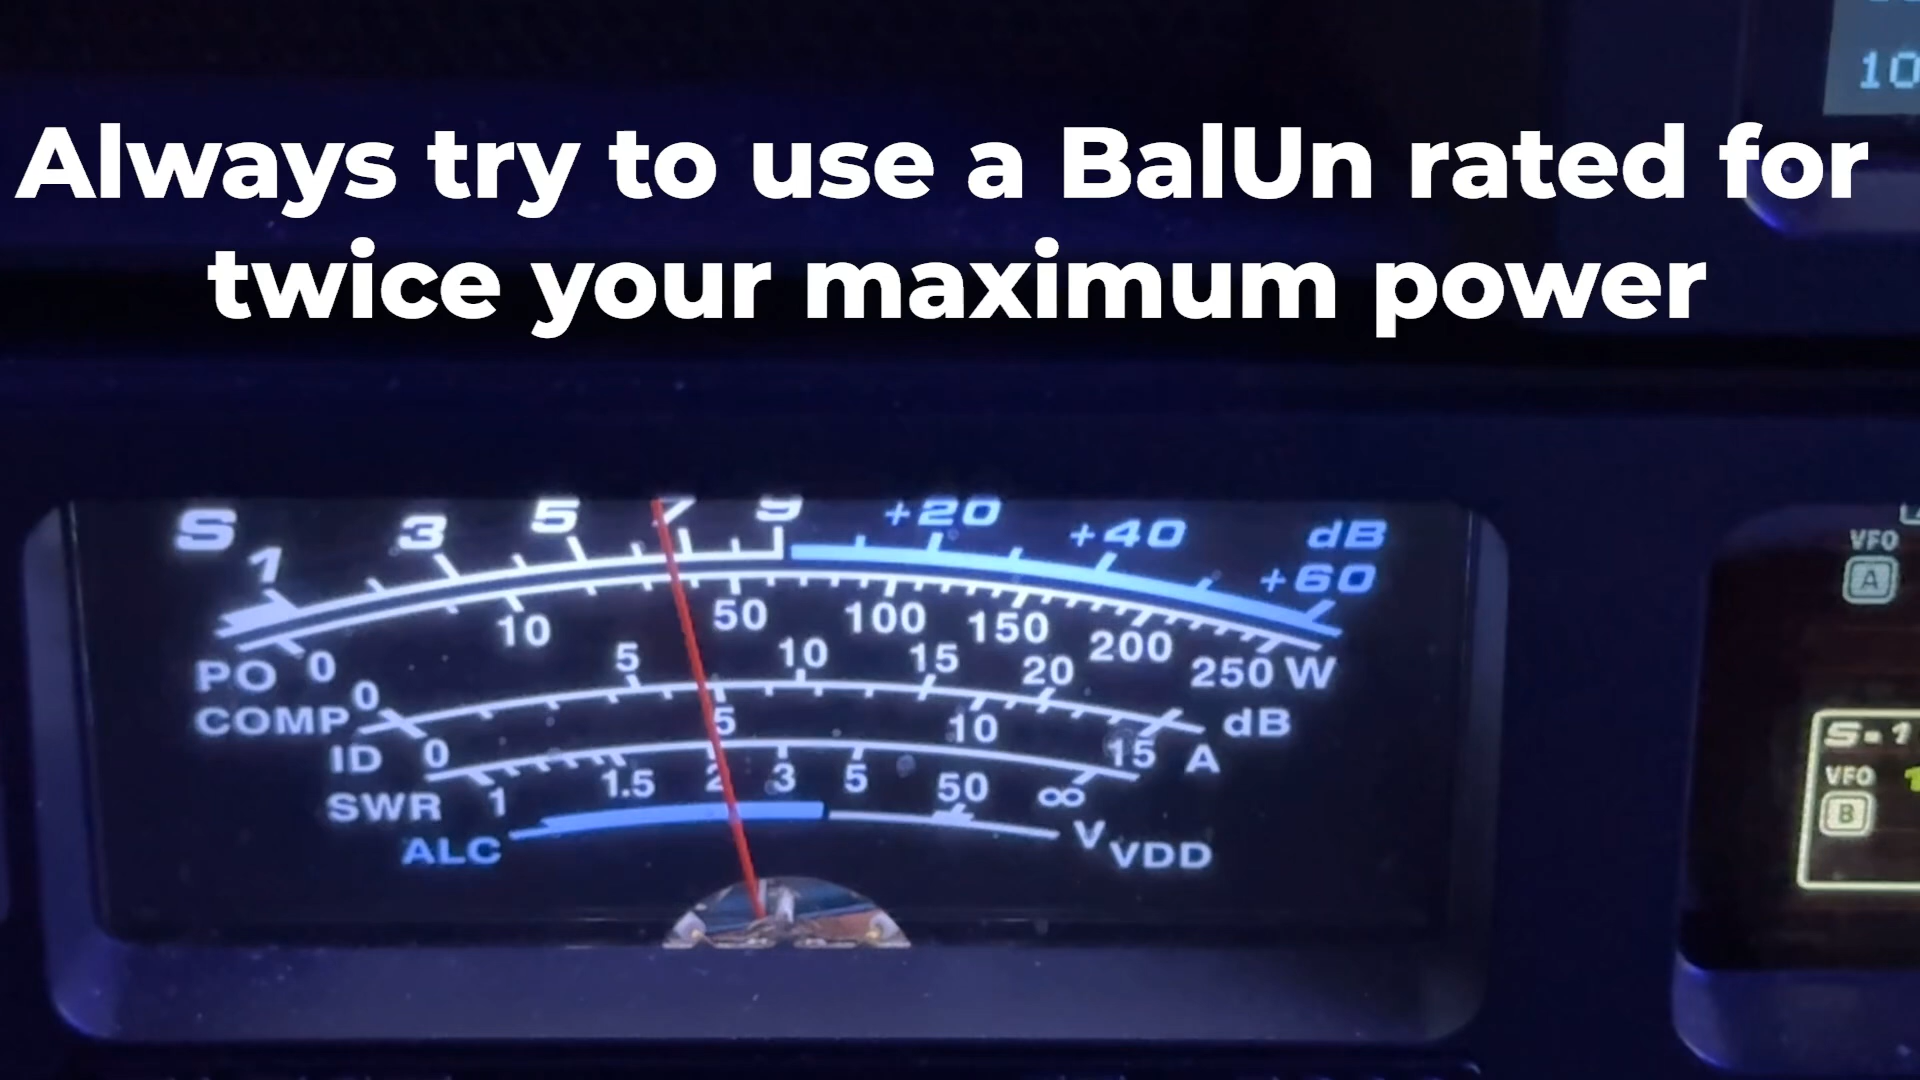 Always try to use a BalUn rated for
twice your maximum power
10
S 1 3 5 7 9 +20 +40 +60 dB
PO 0 10 50 100 150 200 250 W
COMP 0 5 10 15 20 dB
ID 0 5 10 15 A
SWR 1 1.5 2 3 5 50 ∞
ALC V VDD
VFO
A
S-1
VFO
B